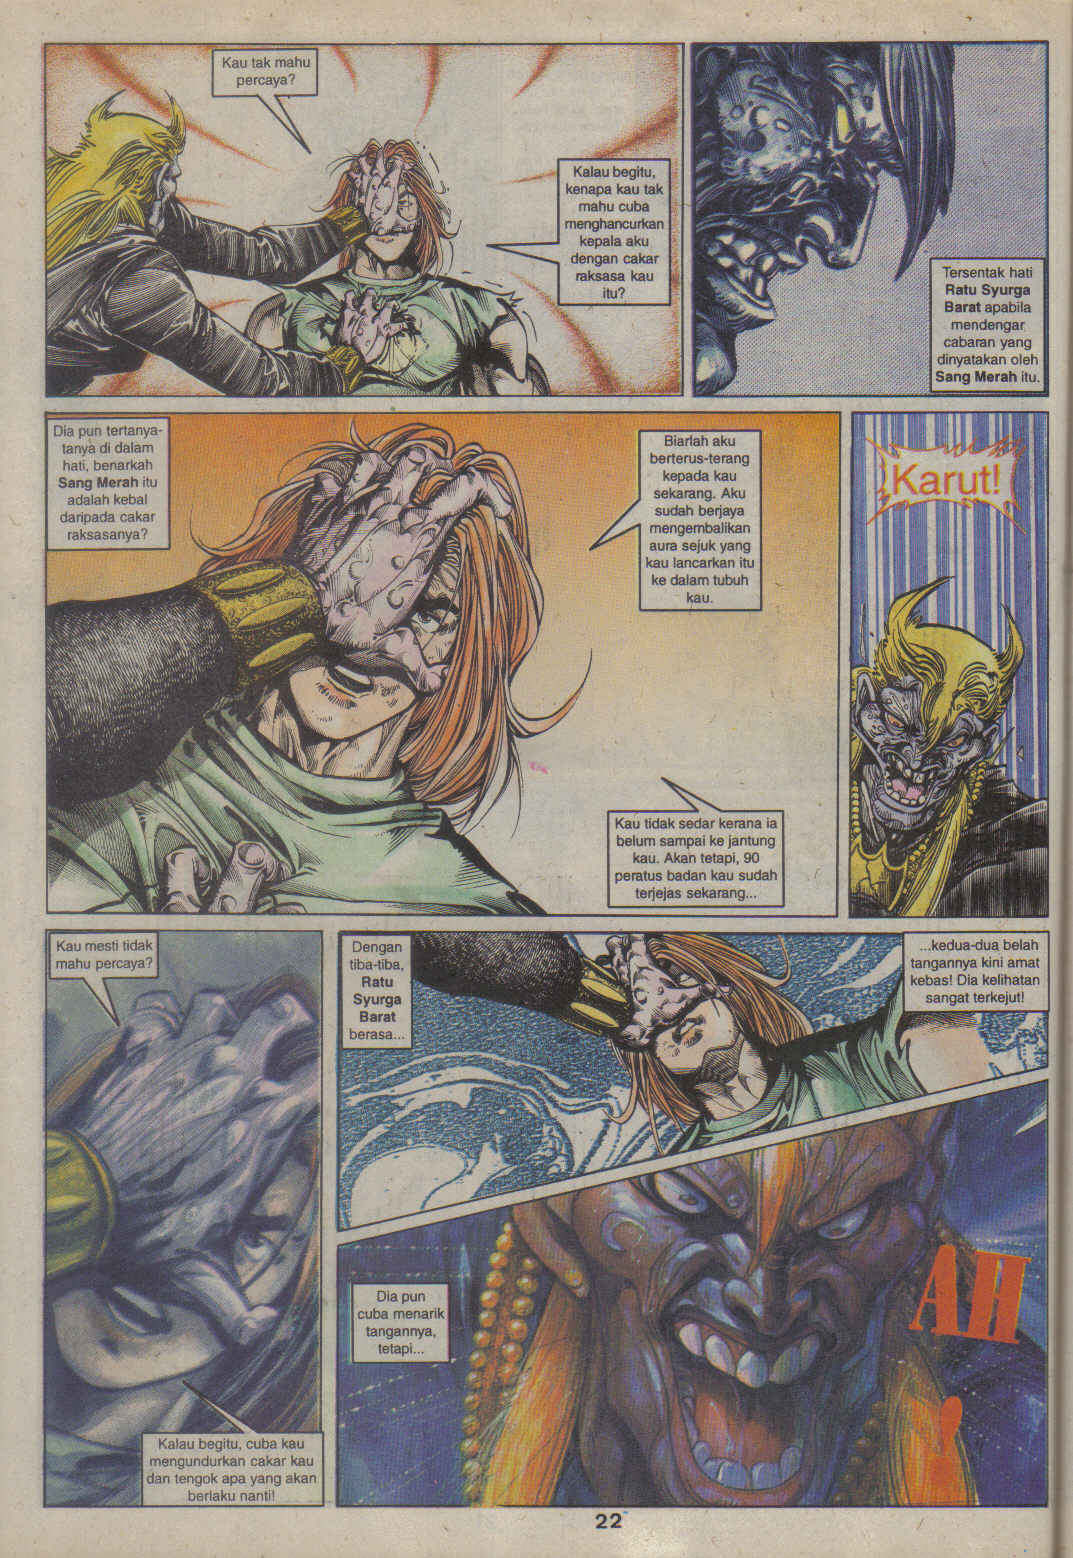 Kau tak mahu
percaya?
Kalau begitu,
kenapa kau tak
mahu cuba
menghancurkan
kepala aku
dengan cakar
raksasa kau
itu?
Tersentak hati
Ratu Syurga
Barat apabila
mendengar
cabaran yang
dinyatakan oleh
Sang Merah itu.
Dia pun tertanya-
tanya di dalam
hati, benarkah
Sang Merah itu
adalah kebal
daripada cakar
raksasanya?
Biarlah aku
berterus-terang
kepada kau
sekarang. Aku
sudah berjaya
mengembalikan
aura sejuk yang
kau lancarkan itu
ke dalam tubuh
kau.
Kau tidak sedar kerana ia
belum sampai ke jantung
kau. Akan tetapi, 90
peratus badan kau sudah
terjejas sekarang...
Karut!
Kau mesti tidak
mahu percaya?
Kalau begitu, cuba kau
mengundurkan cakar kau
dan tengok apa yang akan
berlaku nanti!
Dengan
tiba-tiba,
Ratu
Syurga
Barat
berasa...
...kedua-dua belah
tangannya kini amat
kebas! Dia kelihatan
sangat terkejut!
Dia pun
cuba menarik
tangannya,
tetapi...
AH
!
22